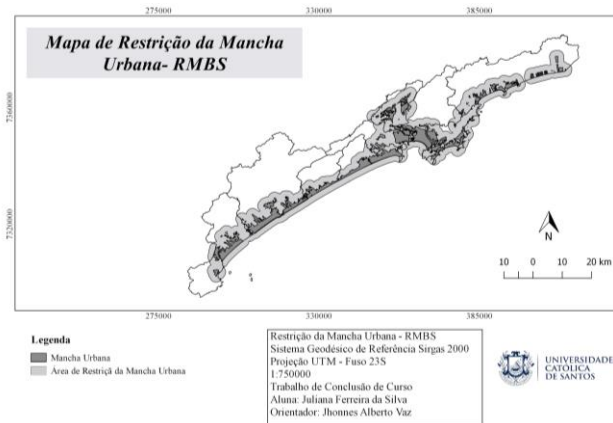 275000 330000 385000
Mapa de Restrição da Mancha
Urbana- RMBS
7360000
7320000
N
10 0 10 20 km
275000 330000 385000
Legenda
Mancha Urbana
Área de Restriçã da Mancha Urbana
Restrição da Mancha Urbana - RMBS
Sistema Geodésico de Referência Sirgas 2000
Projeção UTM - Fuso 23S
1:750000
Trabalho de Conclusão de Curso
Aluna: Juliana Ferreira da Silva
Orientador: Jhonnes Alberto Vaz
UNIVERSIDADE
CATÓLICA
DE SANTOS